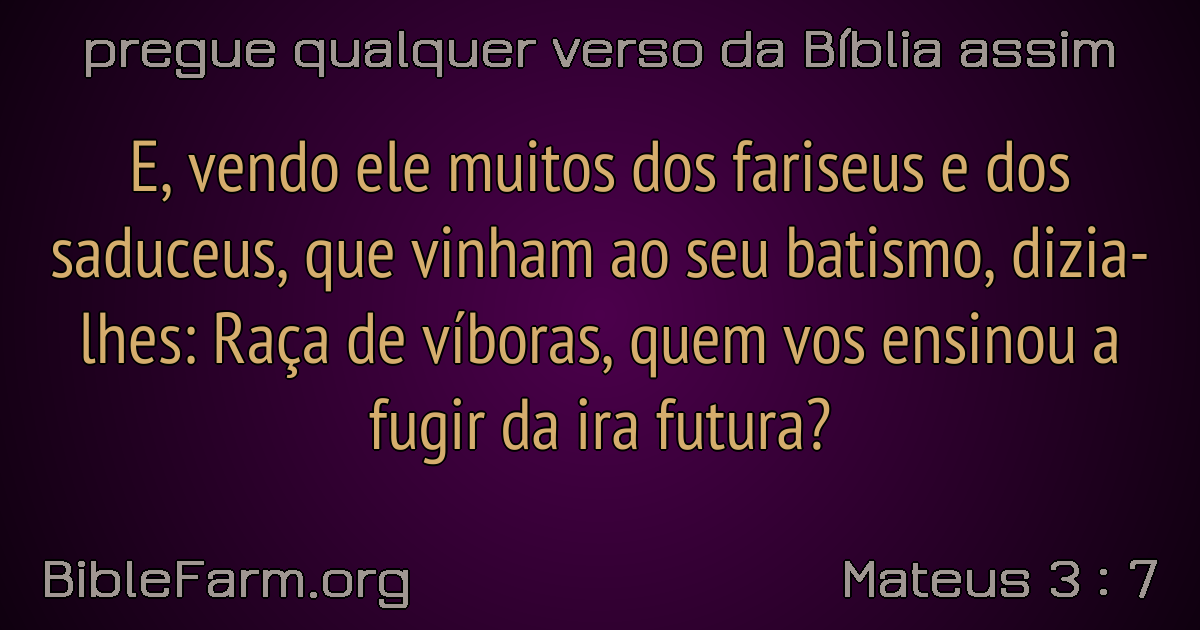 pregue qualquer verso da Bíblia assim
E, vendo ele muitos dos fariseus e dos
saduceus, que vinham ao seu batismo, dizia-
lhes: Raça de víboras, quem vos ensinou a
fugir da ira futura?
BibleFarm.org
Mateus 3 : 7